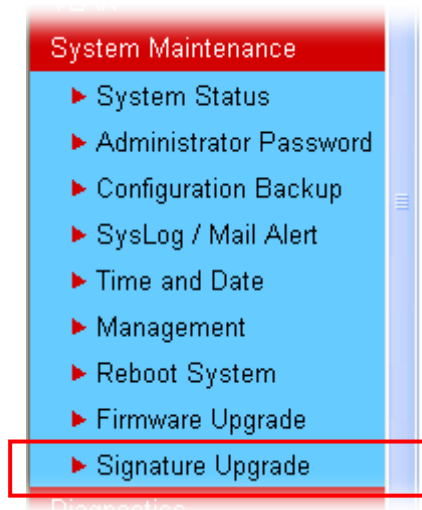 System Maintenance
System Status
Administrator Password
Configuration Backup
SysLog / Mail Alert
Time and Date
Management
Reboot System
Firmware Upgrade
Signature Upgrade
Diagnostics